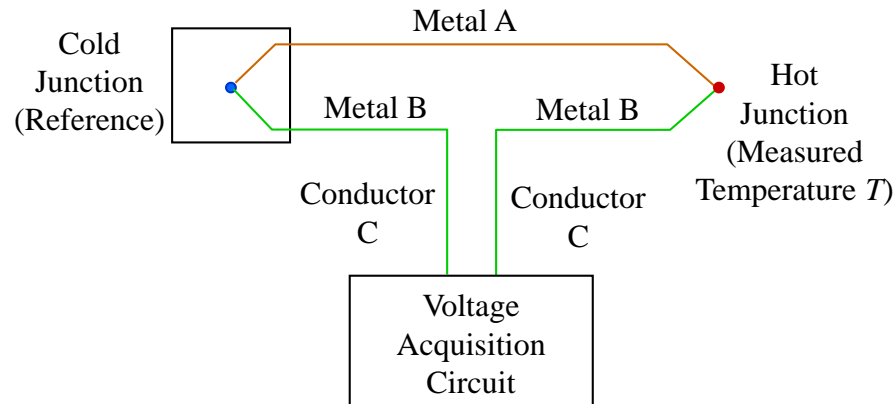 Metal A
Cold
Junction
(Reference)
Metal B
Metal B
Hot
Junction
(Measured
Temperature T)
Conductor
C
Conductor
C
Voltage
Acquisition
Circuit